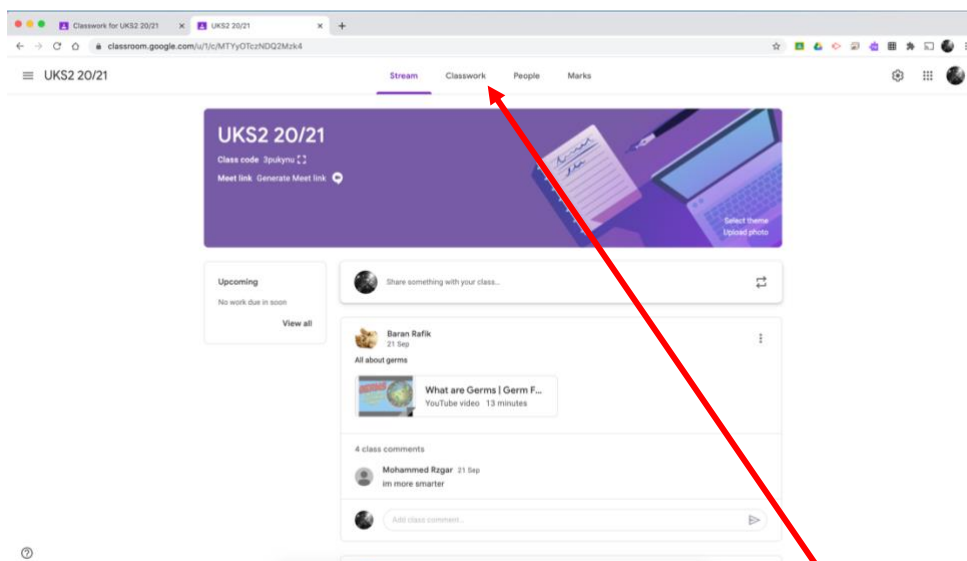 Classwork for UKS2 20/21
UKS2 20/21
classroom.google.com/u/1/c/MTYyOTczNDQ2Mzk4
UKS2 20/21
Stream Classwork People Marks
UKS2 20/21
Class code 3pukynu
Meet link Generate Meet link
Select theme
Upload photo
Upcoming
No work due in soon
View all
Share something with your class...
Baran Rafik
21 Sep
All about germs
What are Germs | Germ F...
YouTube video 13 minutes
4 class comments
Mohammed Rzgar 21 Sep
im more smarter
Add class comment...